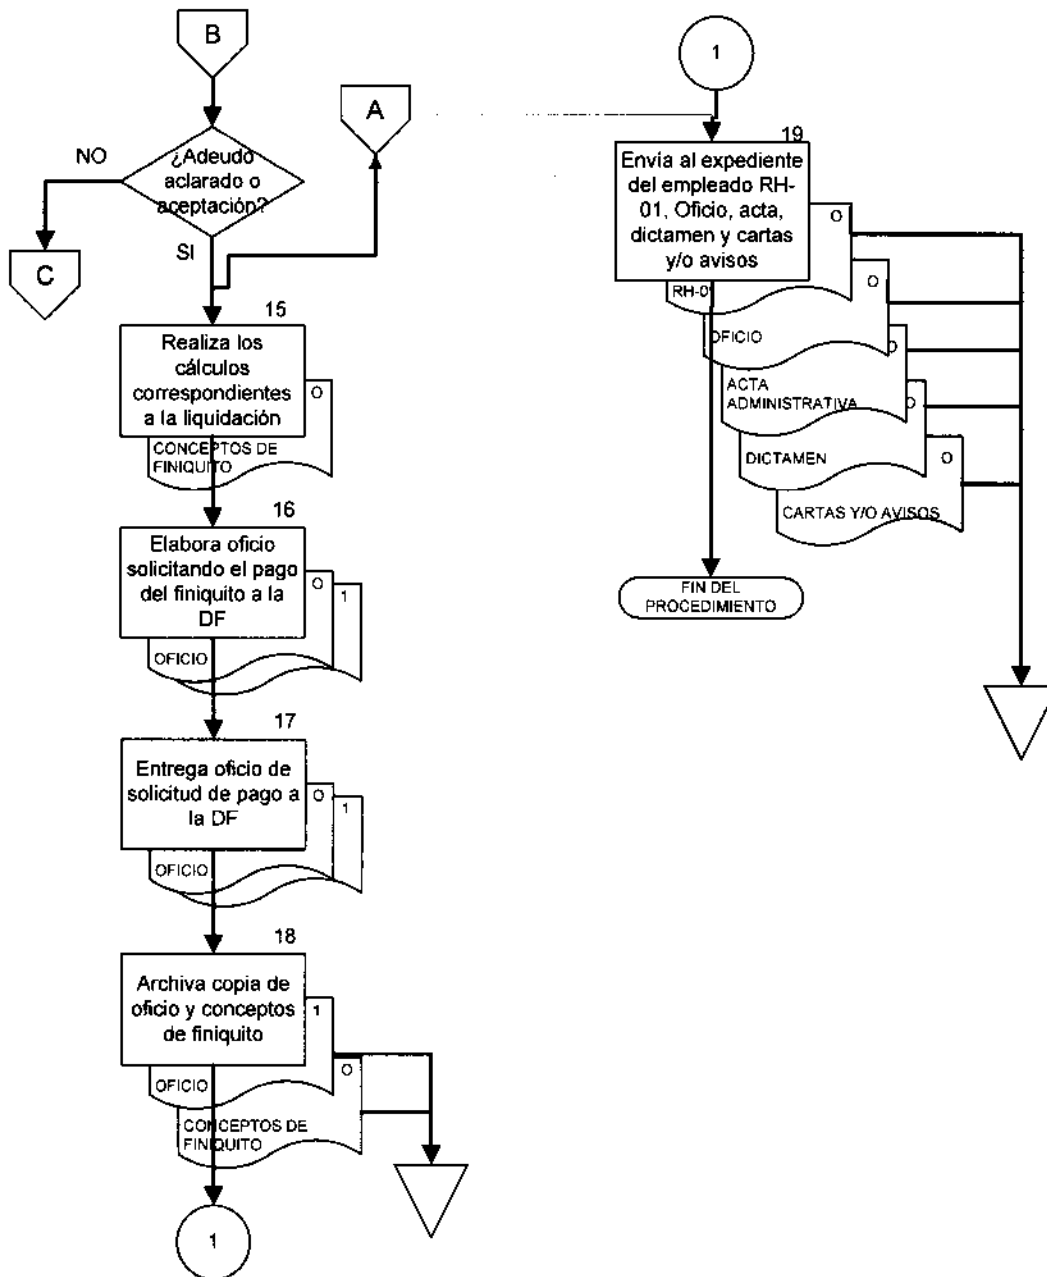 B
A
NO
¿Adeudo
aclarado o
aceptación?
SI
C
15
Realiza los
cálculos
correspondientes
a la liquidación
O
CONCEPTOS DE
FINIQUITO
16
Elabora oficio
solicitando el pago
del finiquito a la
DF
O
1
OFICIO
17
Entrega oficio de
solicitud de pago a
la DF
O
1
OFICIO
18
Archiva copia de
oficio y conceptos
de finiquito
1
OFICIO
O
CONCEPTOS DE
FINIQUITO
1
1
19
Envía al expediente
del empleado RH-
01, Oficio, acta,
dictamen y cartas
y/o avisos
O
RH-0
O
OFICIO
O
ACTA
ADMINISTRATIVA
O
DICTAMEN
O
CARTAS Y/O AVISOS
FIN DEL
PROCEDIMIENTO